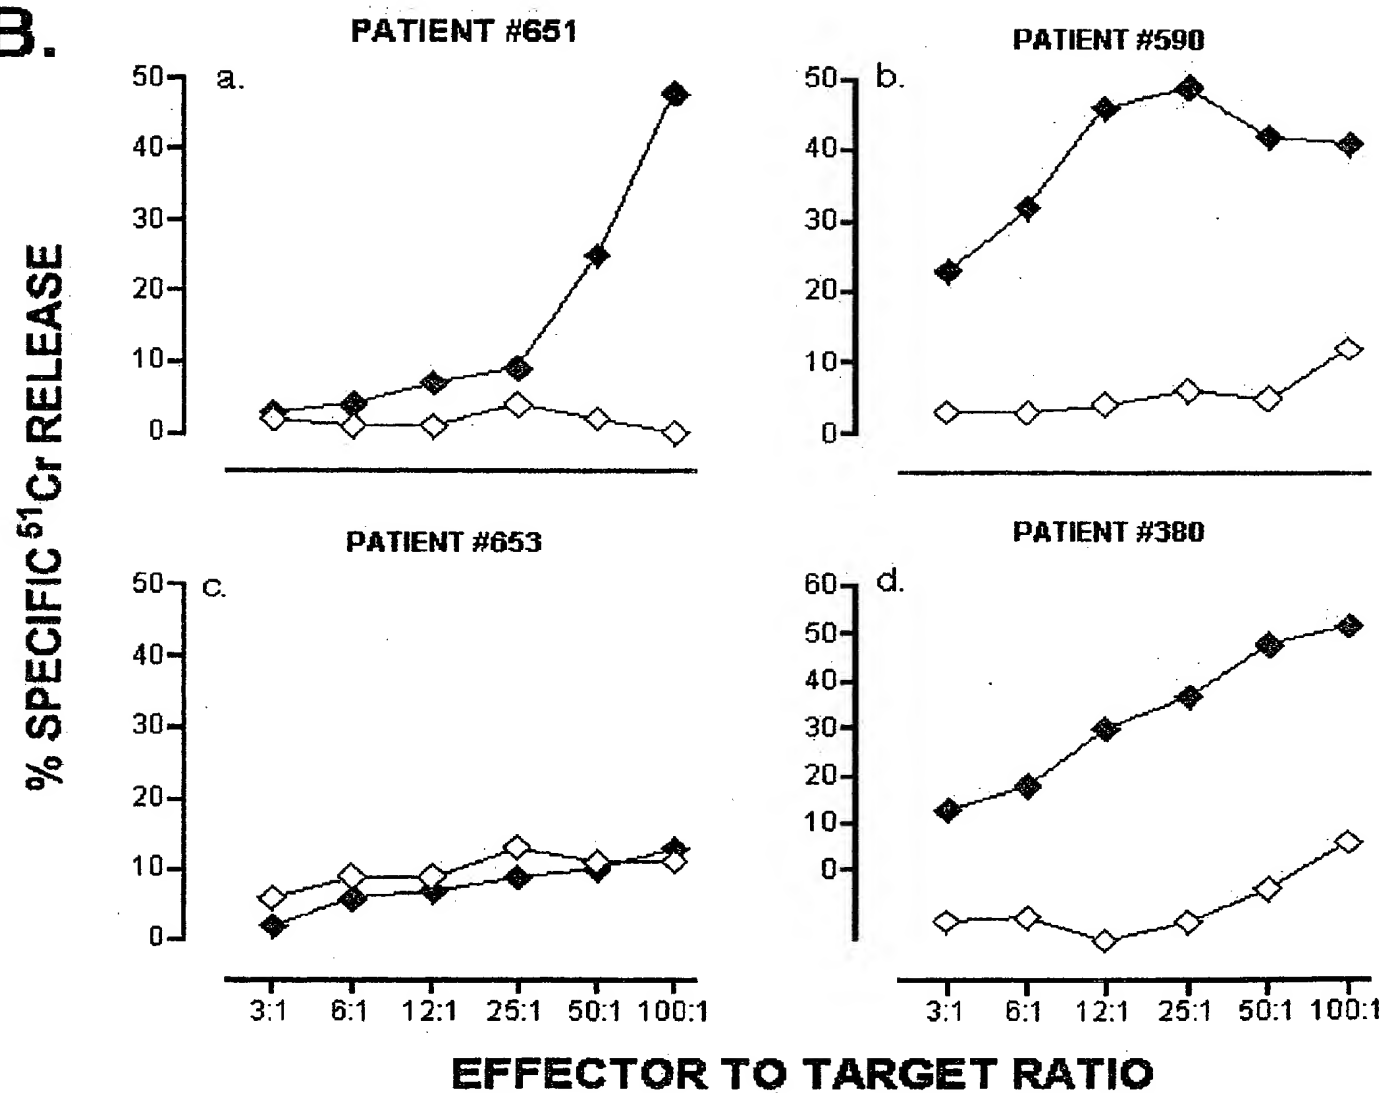 B.
PATIENT #651
PATIENT #590
a.
50
40
30
20
10
0
b.
50
40
30
20
10
0
% SPECIFIC ⁵¹Cr RELEASE
PATIENT #653
PATIENT #380
c.
50
40
30
20
10
0
d.
60
50
40
30
20
10
0
3:1 6:1 12:1 25:1 50:1 100:1
3:1 6:1 12:1 25:1 50:1 100:1
EFFECTOR TO TARGET RATIO